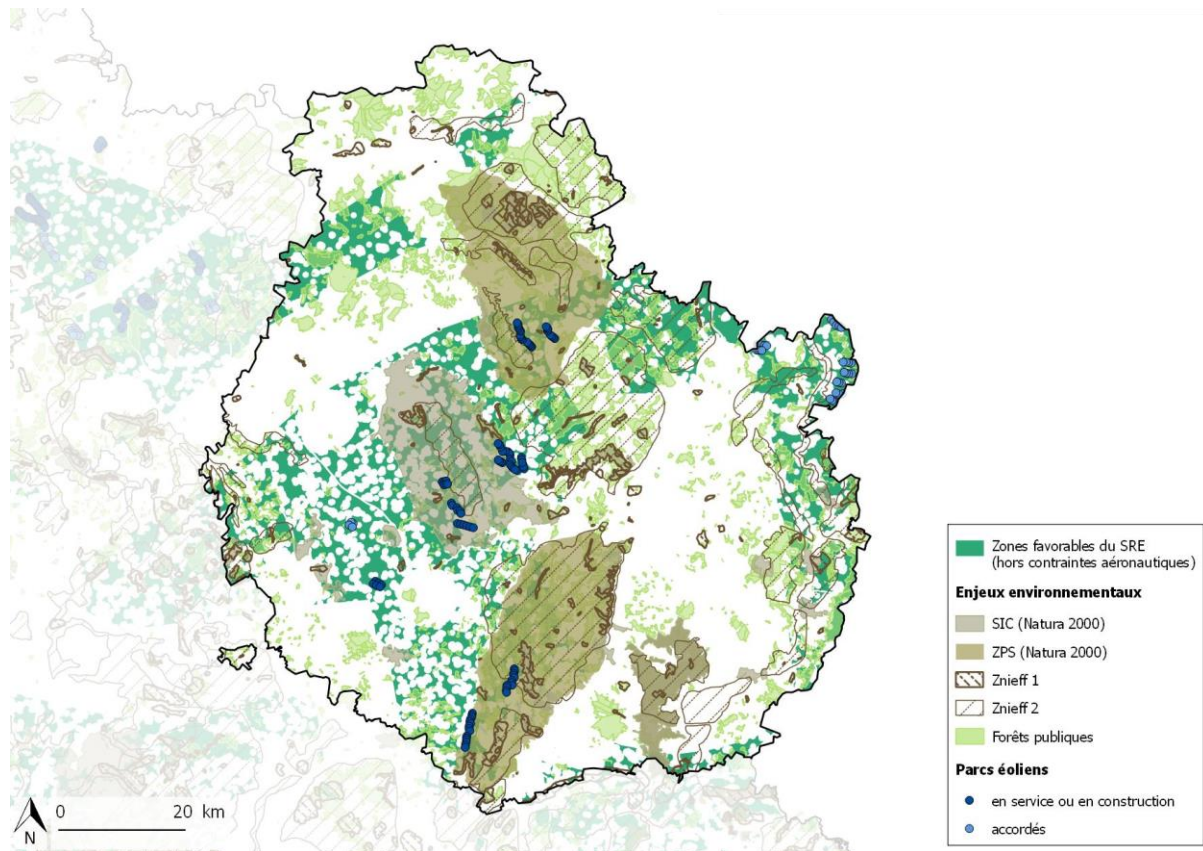 Zones favorables du SRE
(hors contraintes aéronautiques)
Enjeux environnementaux
SIC (Natura 2000)
ZPS (Natura 2000)
Znieff 1
Znieff 2
Forêts publiques
Parcs éoliens
en service ou en construction
accordés
0 20 km
N